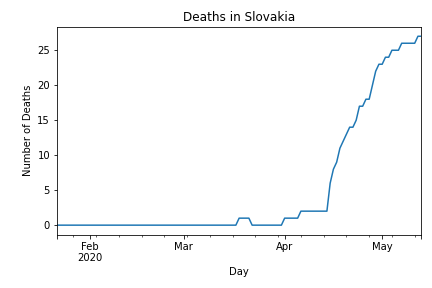 Deaths in Slovakia
Number of Deaths
25
20
15
10
5
0
Feb
2020
Mar
Apr
May
Day